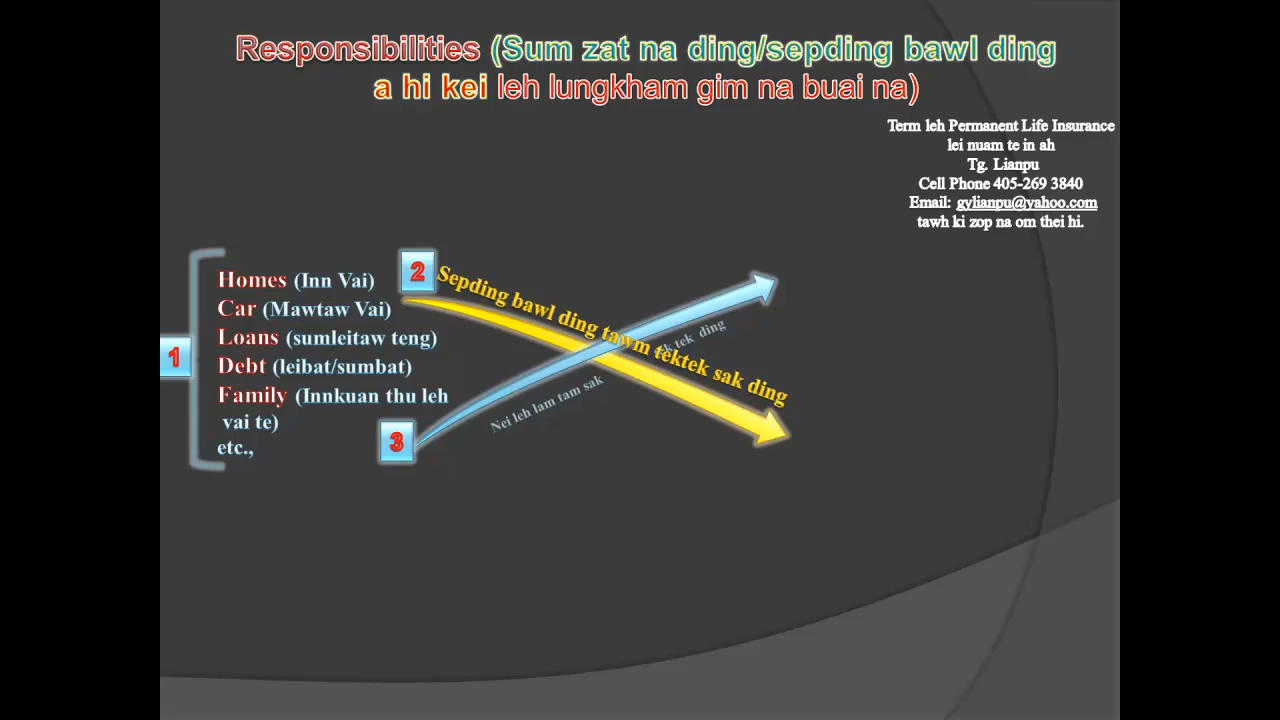 Responsibilities (Sum zat na ding/sepding bawl ding
a hi kei leh lungkham gim na buai na)
Term leh Permanent Life Insurance
lei nuam te in ah
Tg. Lianpu
Cell Phone 405-269 3840
Email: gylianpu@yahoo.com
tawh ki zop na om thei hi.
1
Homes (Inn Vai)
Car (Mawtaw Vai)
Loans (sumleitaw teng)
Debt (leibat/sumbat)
Family (Innkuan thu leh
vai te)
etc.,
2
Sepding bawl ding tawm tektek sak ding
3
Nei leh lam tam sak tek ding